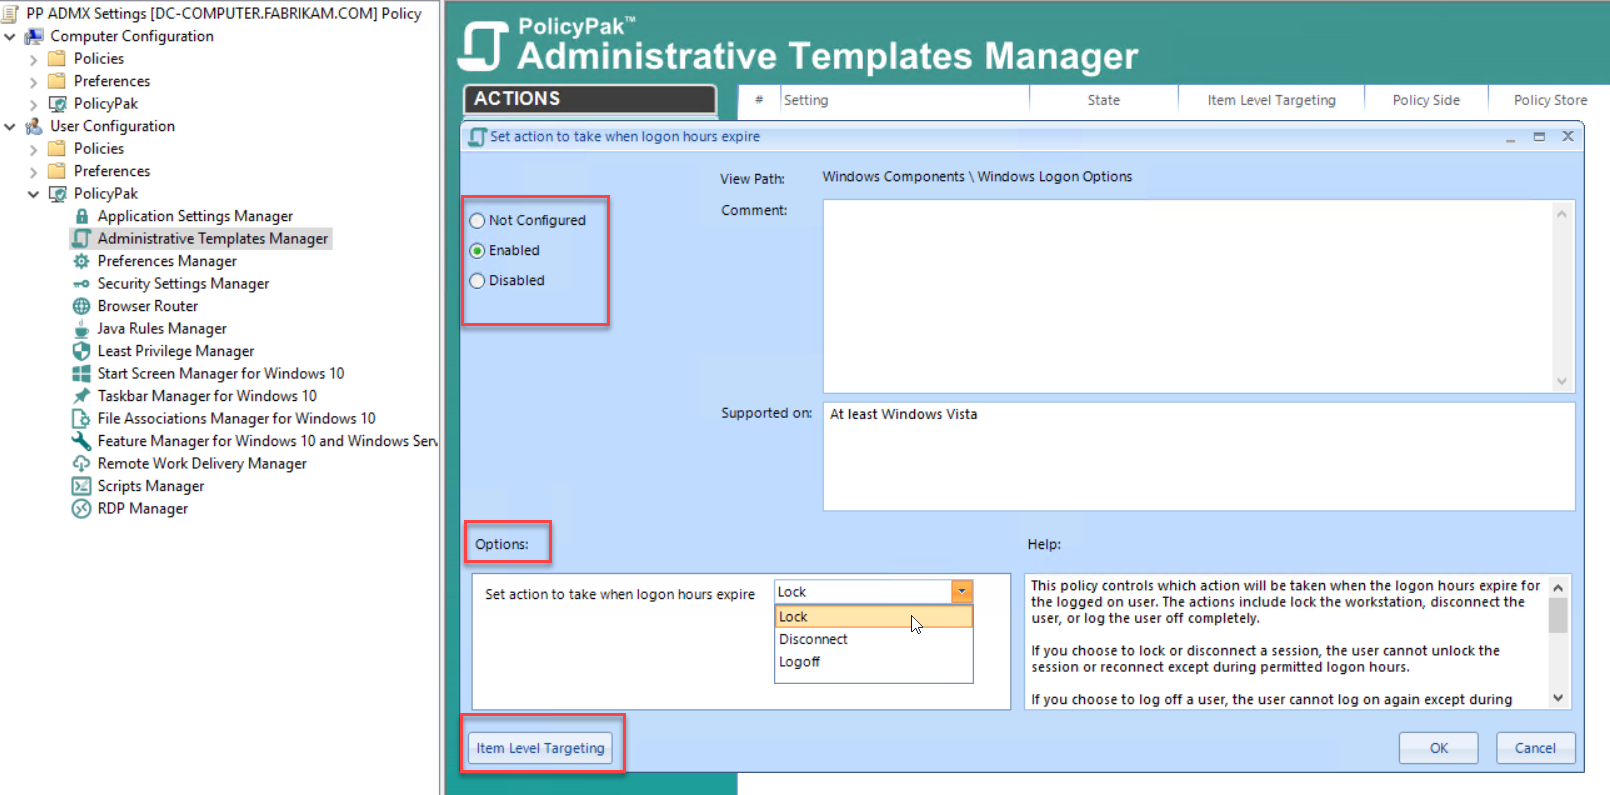 PP ADMX Settings [DC-COMPUTER.FABRIKAM.COM] Policy
Computer Configuration
Policies
Preferences
PolicyPak
User Configuration
Policies
Preferences
PolicyPak
Application Settings Manager
Administrative Templates Manager
Preferences Manager
Security Settings Manager
Browser Router
Java Rules Manager
Least Privilege Manager
Start Screen Manager for Windows 10
Taskbar Manager for Windows 10
File Associations Manager for Windows 10
Feature Manager for Windows 10 and Windows Serv
Remote Work Delivery Manager
Scripts Manager
RDP Manager
PolicyPak™
Administrative Templates Manager
ACTIONS
# Setting State Item Level Targeting Policy Side Policy Store
Set action to take when logon hours expire
View Path: Windows Components \ Windows Logon Options
Not Configured
Enabled
Disabled
Comment:
Supported on: At least Windows Vista
Options:
Set action to take when logon hours expire Lock
Lock
Disconnect
Logoff
Help:
This policy controls which action will be taken when the logon hours expire for
the logged on user. The actions include lock the workstation, disconnect the
user, or log the user off completely.
If you choose to lock or disconnect a session, the user cannot unlock the
session or reconnect except during permitted logon hours.
If you choose to log off a user, the user cannot log on again except during
Item Level Targeting
OK Cancel